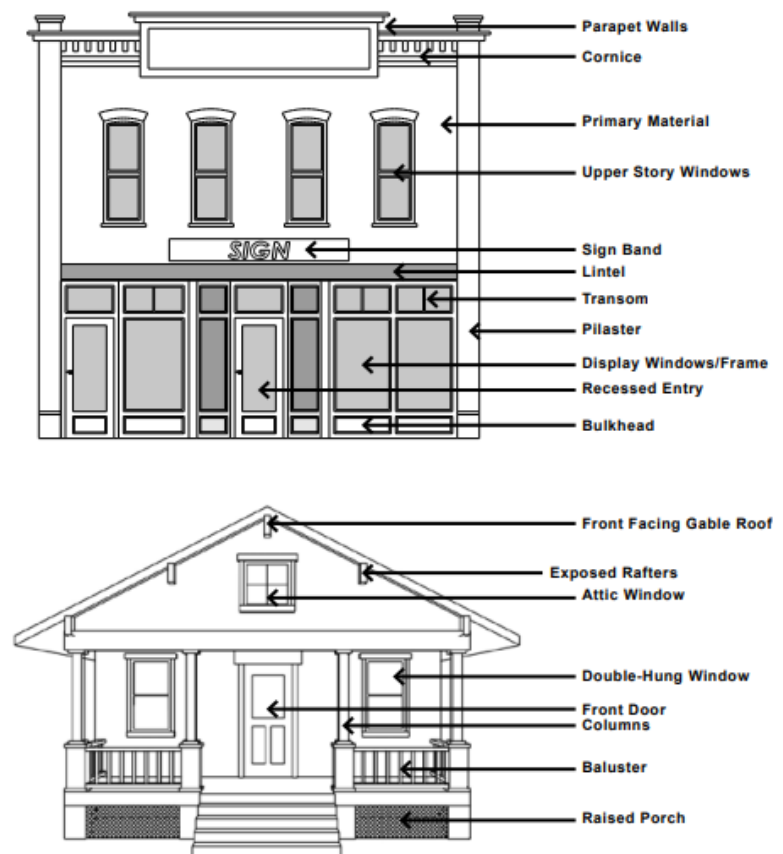 Parapet Walls
Cornice
Primary Material
Upper Story Windows
SIGN
Sign Band
Lintel
Transom
Pilaster
Display Windows/Frame
Recessed Entry
Bulkhead
Front Facing Gable Roof
Exposed Rafters
Attic Window
Double-Hung Window
Front Door
Columns
Baluster
Raised Porch